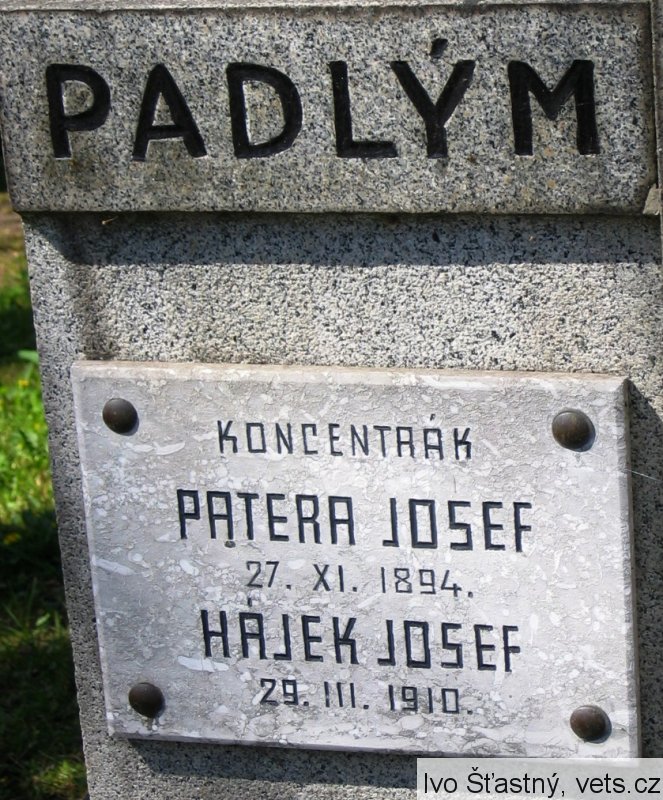 PADLÝM
KONCENTRÁK
PATERA JOSEF
27. XI. 1894.
HÁJEK JOSEF
29. III. 1910.
Ivo Šťastný, vets.cz